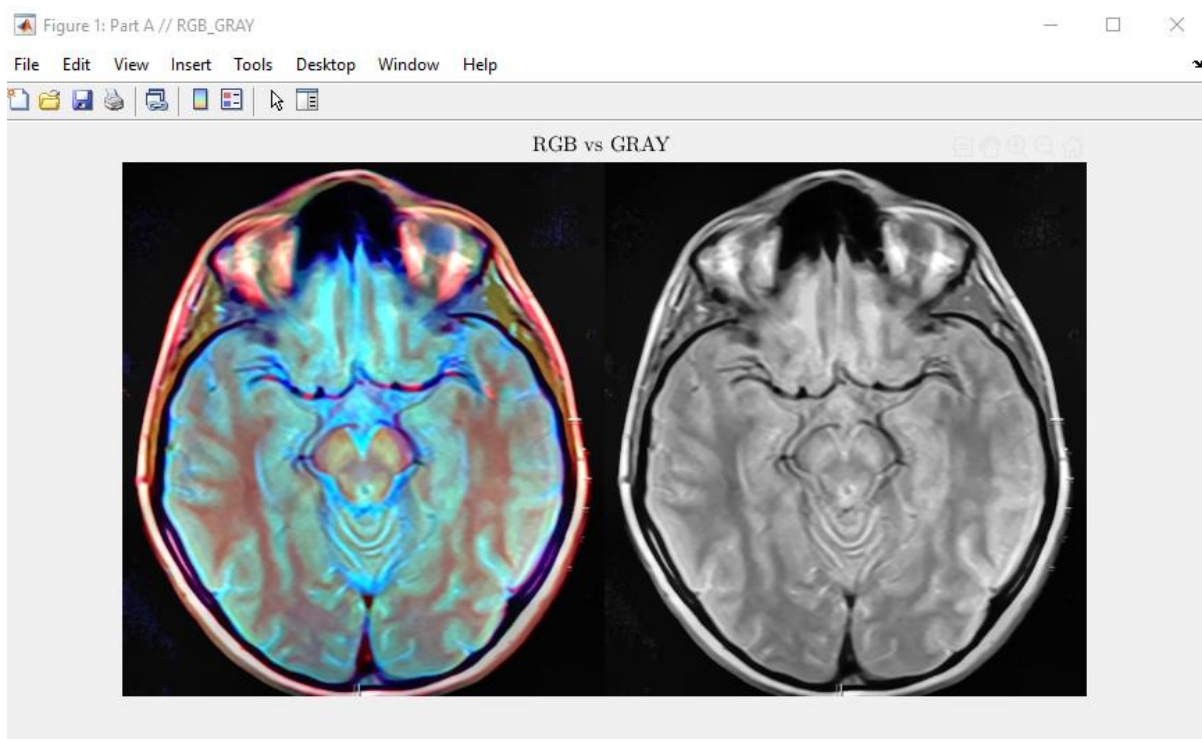 Figure 1: Part A // RGB_GRAY
File Edit View Insert Tools Desktop Window Help
RGB vs GRAY